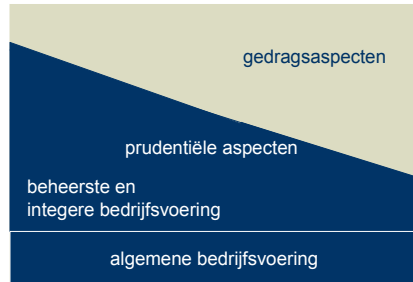 gedragsaspecten
prudentiële aspecten
beheerste en
integere bedrijfsvoering
algemene bedrijfsvoering